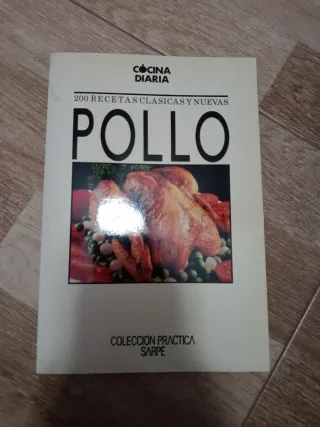 COCINA
DIARIA
200 RECETAS CLASICAS Y NUEVAS
POLLO
COLECCION PRACTICA
SARPE